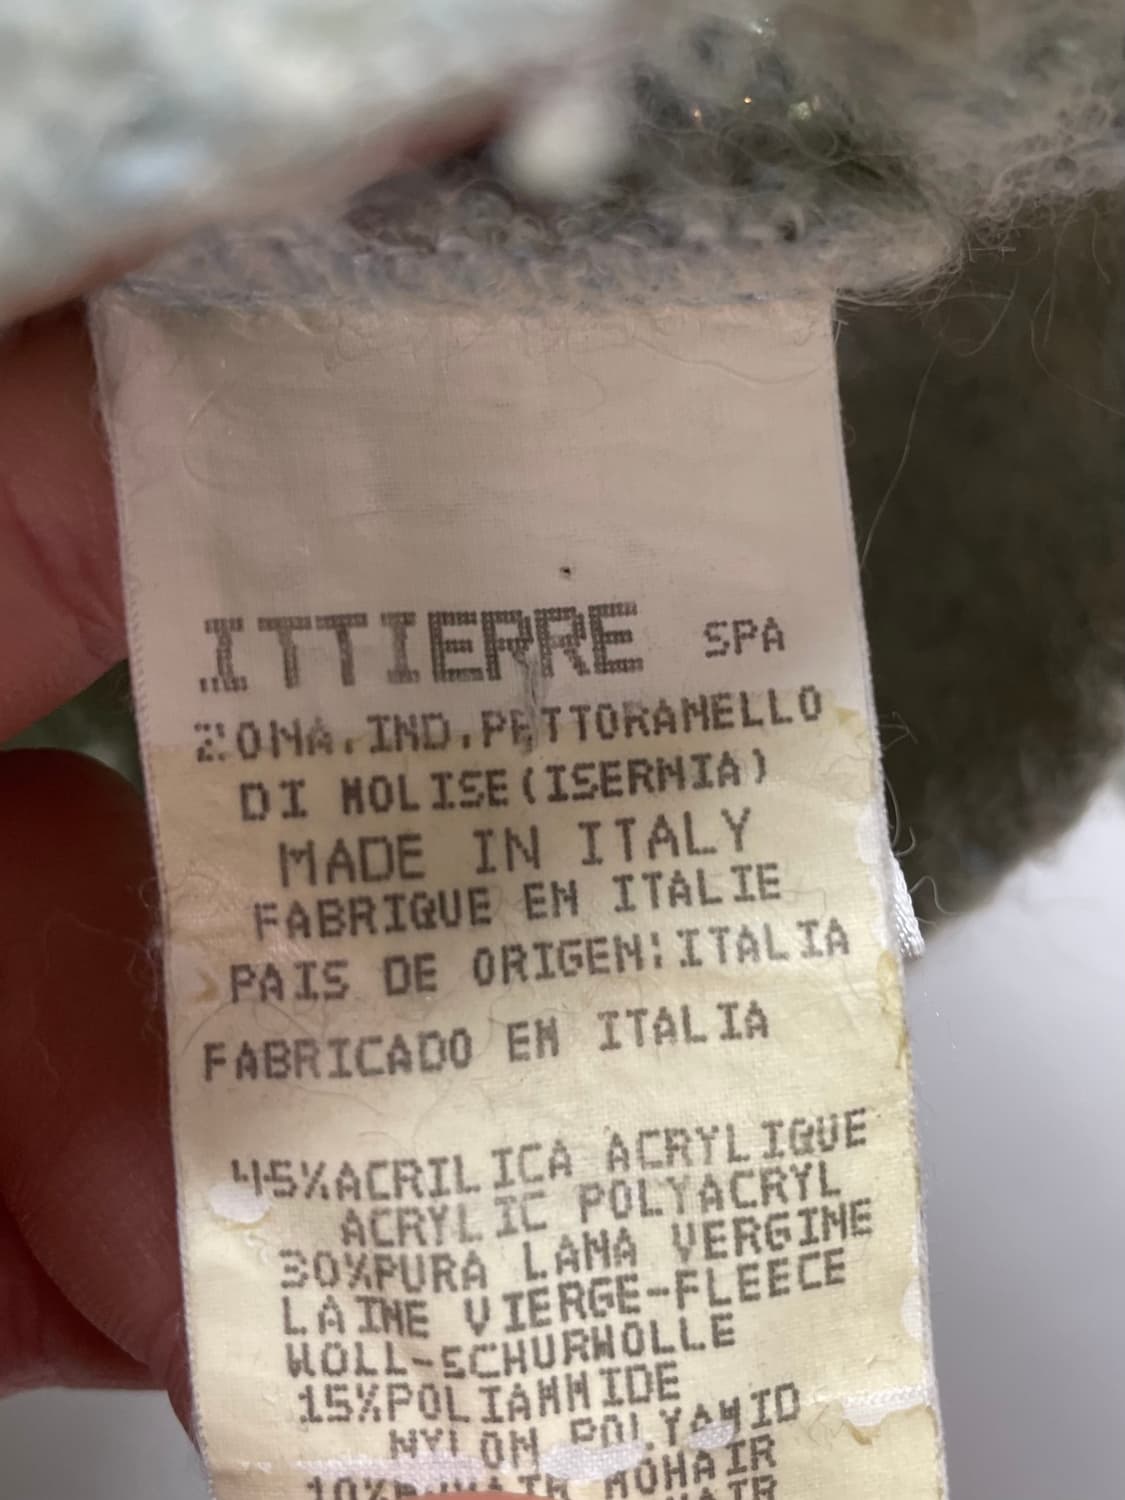 ITTIERRE SPA
ZONA.IND.PETTORANELLO
DI MOLISE(ISERNIA)
MADE IN ITALY
FABRIQUE EN ITALIE
PAIS DE ORIGEN:ITALIA
FABRICADO EN ITALIA
45%ACRILICA ACRYLIQUE
ACRYLIC POLYACRYL
30%PURA LANA VERGINE
LAINE VIERGE-FLEECE
WOLL-SCHURWOLLE
15%POLIAMMIDE
NYLON POLYAMID
10% MOHAIR